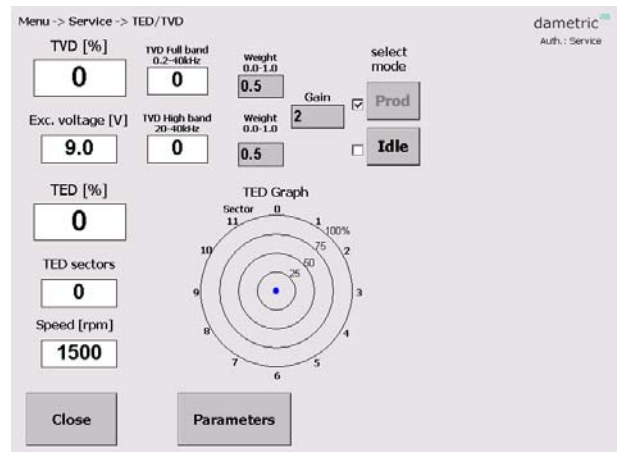 Menu -> Service -> TED/TVD
dametric
Auth.: Service
TVD [%]
0
TVD Full band
0.2-40kHz
0
Weight
0.0-1.0
0.5
Gain
2
select
mode
Prod
Exc. voltage [V]
9.0
TVD High band
20-40kHz
0
Weight
0.0-1.0
0.5
Idle
TED [%]
0
TED sectors
0
Speed [rpm]
1500
TED Graph
Sector
0
1
2
3
4
5
6
7
8
9
10
11
100%
75
50
25
Close
Parameters